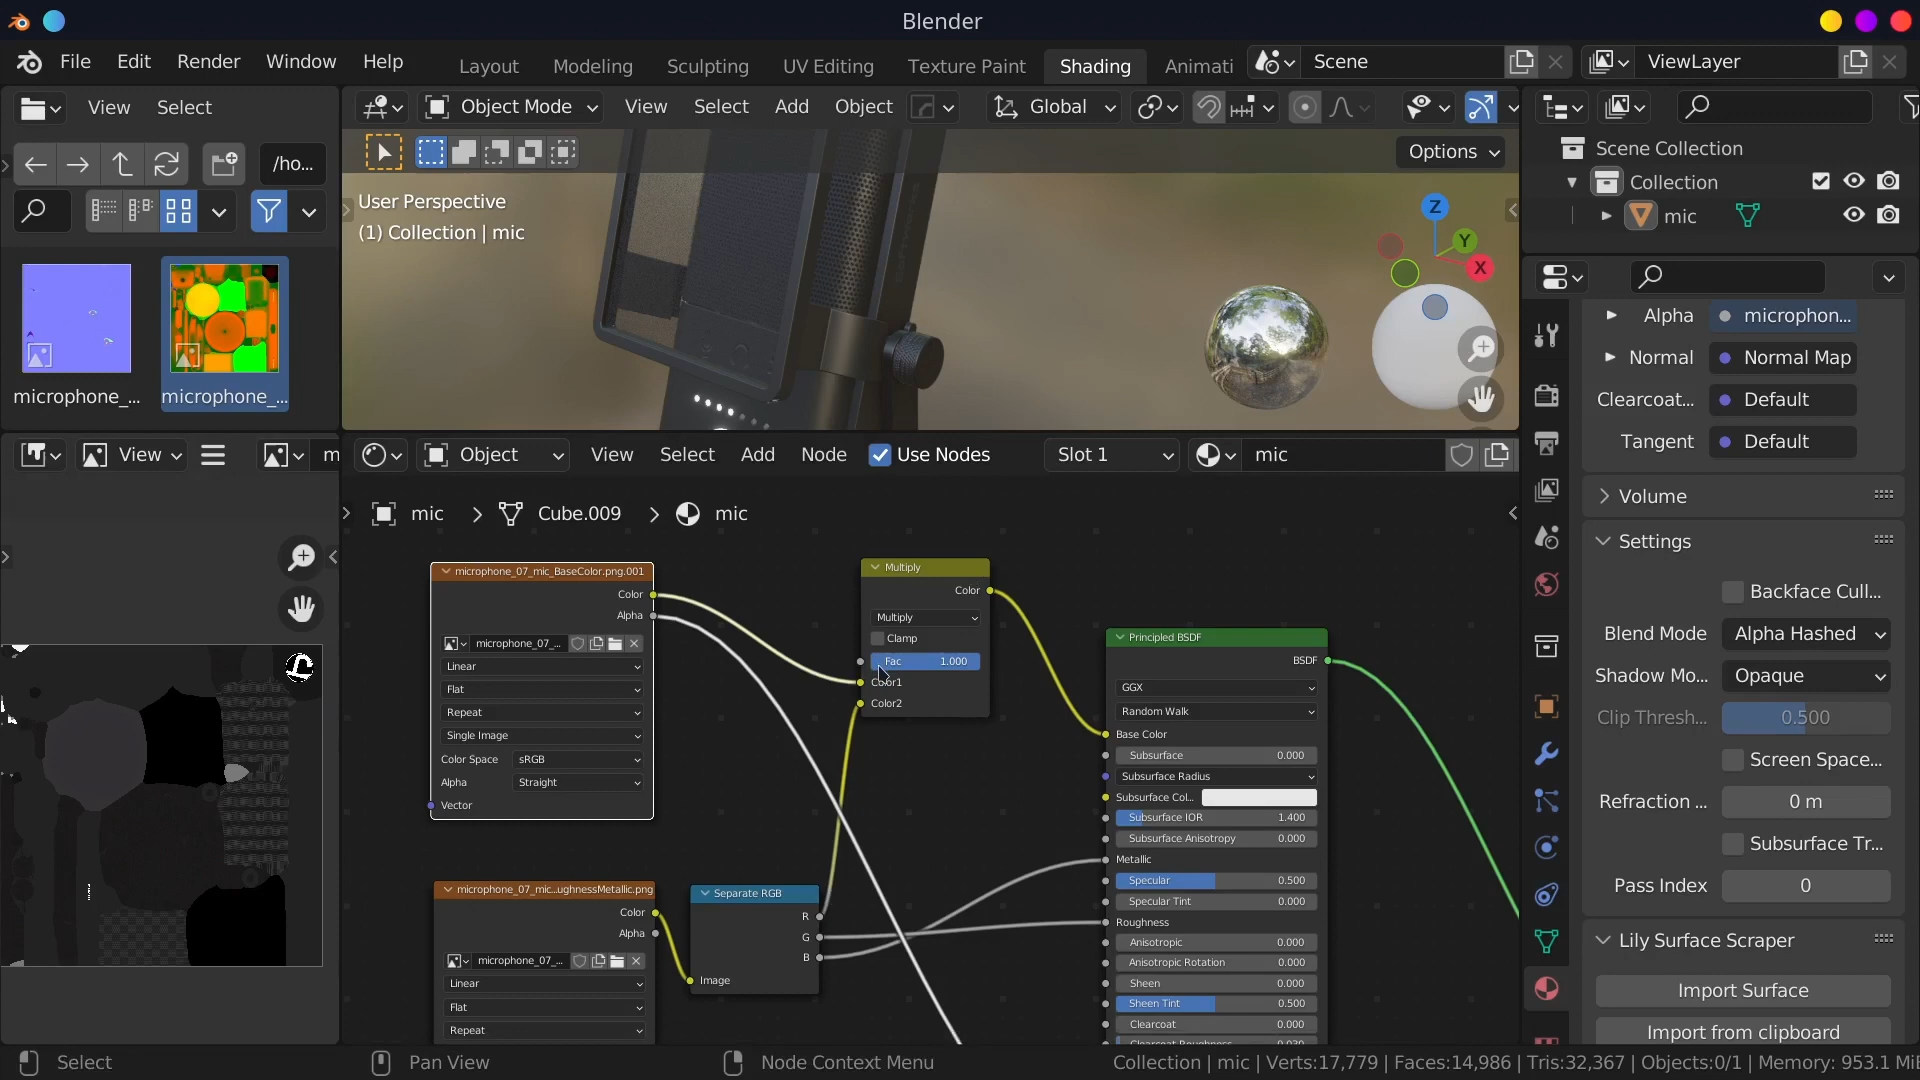 Blender
File Edit Render Window Help
Layout Modeling Sculpting UV Editing Texture Paint Shading Animati
Scene
ViewLayer
View Select
Object Mode View Select Add Object Global
/ho...
Options
User Perspective
(1) Collection | mic
Z
Y
X
microphone_...
microphone_...
Scene Collection
Collection
mic
Alpha microphon...
Normal Normal Map
Clearcoat... Default
Tangent Default
Volume
Settings
Backface Cull...
Blend Mode Alpha Hashed
Shadow Mo... Opaque
Clip Thresh... 0.500
Screen Space...
Refraction ... 0 m
Subsurface Tr...
Pass Index 0
Lily Surface Scraper
Import Surface
Import from clipboard
View
m
Object View Select Add Node Use Nodes Slot 1 mic
mic Cube.009 mic
microphone_07_mic_BaseColor.png.001
Color
Alpha
microphone_07_...
Linear
Flat
Repeat
Single Image
Color Space sRGB
Alpha Straight
Vector
microphone_07_mic...ughnessMetallic.png
Color
Alpha
microphone_07_...
Linear
Flat
Repeat
Separate RGB
R
G
B
Image
Multiply
Color
Multiply
Clamp
Fac 1.000
Color1
Color2
Principled BSDF
BSDF
GGX
Random Walk
Base Color
Subsurface 0.000
Subsurface Radius
Subsurface Col...
Subsurface IOR 1.400
Subsurface Anisotropy 0.000
Metallic
Specular 0.500
Specular Tint 0.000
Roughness
Anisotropic 0.000
Anisotropic Rotation 0.000
Sheen 0.000
Sheen Tint 0.500
Clearcoat 0.000
Clearcoat Roughness 0.030
Select
Pan View
Node Context Menu
Collection | mic | Verts:17,779 | Faces:14,986 | Tris:32,367 | Objects:0/1 | Memory: 953.1 Mi